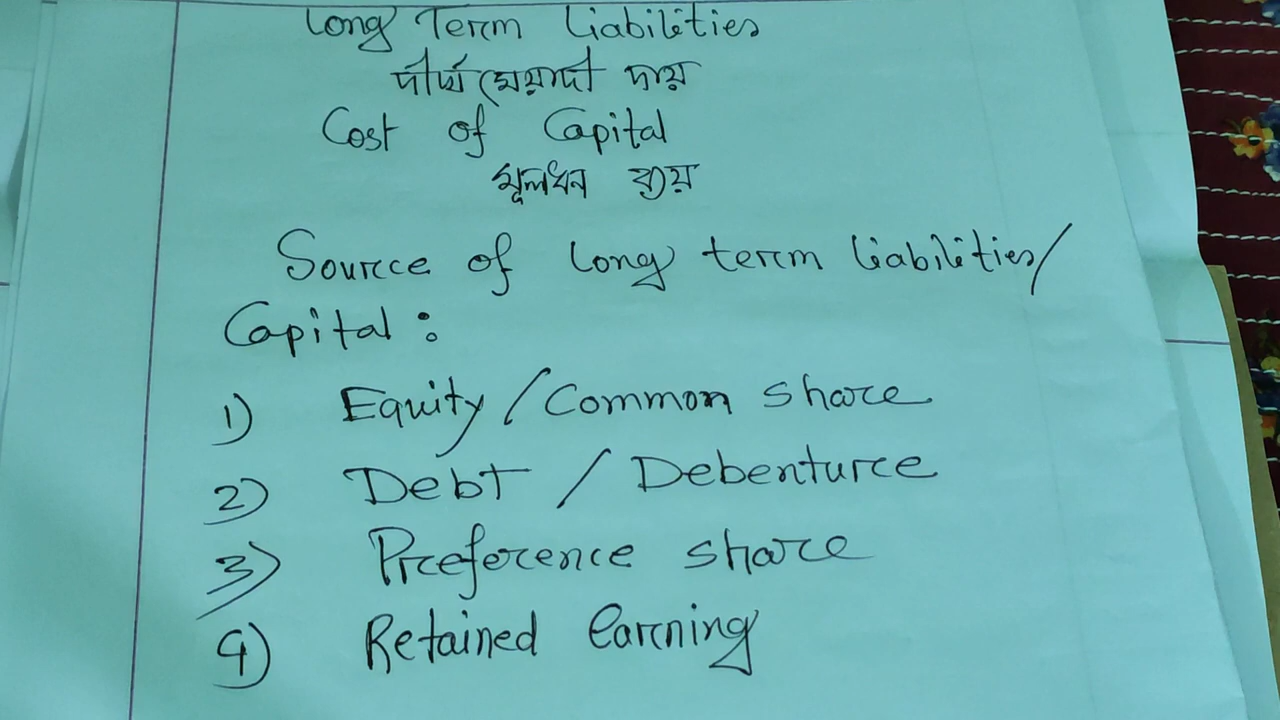 Long Term Liabilities
দীর্ঘ মেয়াদী দায়
Cost of Capital
মূলধন ব্যয়
Source of long term liabilities/
Capital :
1) Equity / Common share
2) Debt / Debenture
3) Preference share
4) Retained Earning